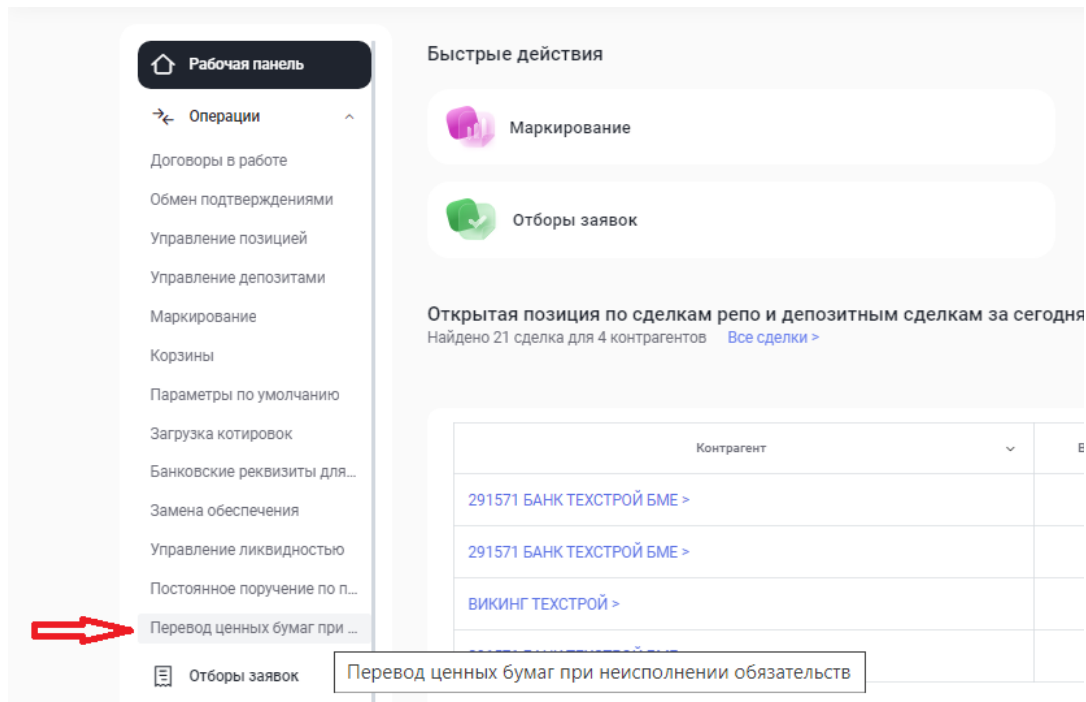 Рабочая панель
Операции
Договоры в работе
Обмен подтверждениями
Управление позицией
Управление депозитами
Маркирование
Корзины
Параметры по умолчанию
Загрузка котировок
Банковские реквизиты для...
Замена обеспечения
Управление ликвидностью
Постоянное поручение по п...
Перевод ценных бумаг при ...
Отборы заявок
Перевод ценных бумаг при неисполнении обязательств
Быстрые действия
Маркирование
Отборы заявок
Открытая позиция по сделкам репо и депозитным сделкам за сегодня
Найдено 21 сделка для 4 контрагентов Все сделки >
Контрагент
291571 БАНК ТЕХСТРОЙ БМЕ >
291571 БАНК ТЕХСТРОЙ БМЕ >
ВИКИНГ ТЕХСТРОЙ >